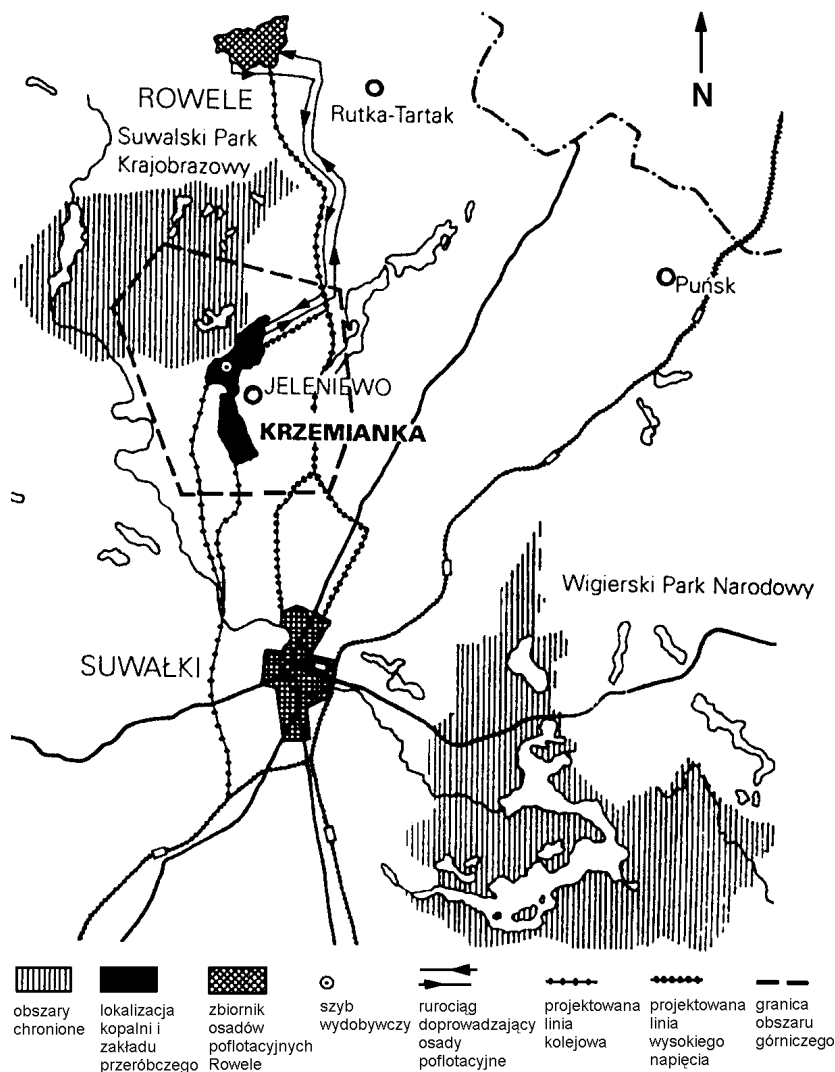 N
ROWELE
Rutka-Tartak
Suwalski Park
Krajobrazowy
Puńsk
JELENIEWO
KRZEMIANKA
Wigierski Park Narodowy
SUWAŁKI
obszary
chronione
lokalizacja
kopalni i
zakładu
przeróbczego
zbiornik
osadów
poflotacyjnych
Rowele
szyb
wydobywczy
rurociąg
doprowadzający
osady
poflotacyjne
projektowana
linia
kolejowa
projektowana
linia
wysokiego
napięcia
granica
obszaru
górniczego